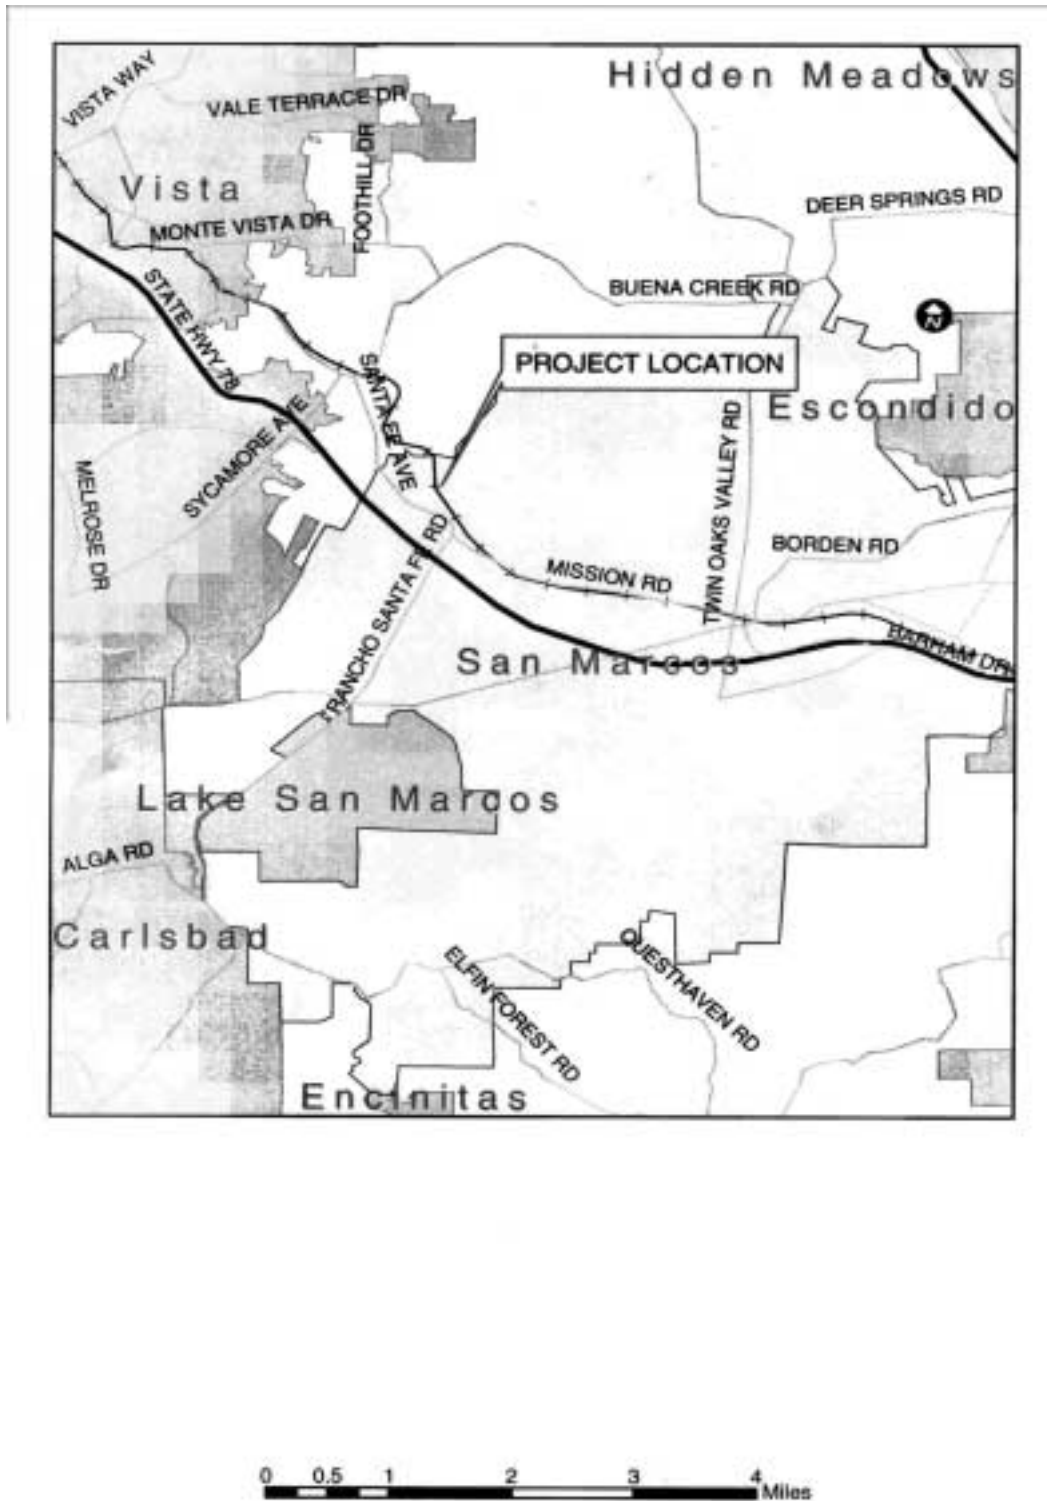 Hidden Meadows
VISTA WAY
VALE TERRACE DR
FOOTHILL DR
Vista
DEER SPRINGS RD
MONTE VISTA DR
STATE HWY 78
BUENA CREEK RD
N
PROJECT LOCATION
SANTA FE AVE
Escondido
SYCAMORE AVE
TWIN OAKS VALLEY RD
MELROSE DR
BORDEN RD
MISSION RD
RANCHO SANTA FE RD
BARHAM DR
San Marcos
Lake San Marcos
ALGA RD
Carlsbad
QUESTHAVEN RD
ELFIN FOREST RD
Encinitas
0 0.5 1 2 3 4
Miles